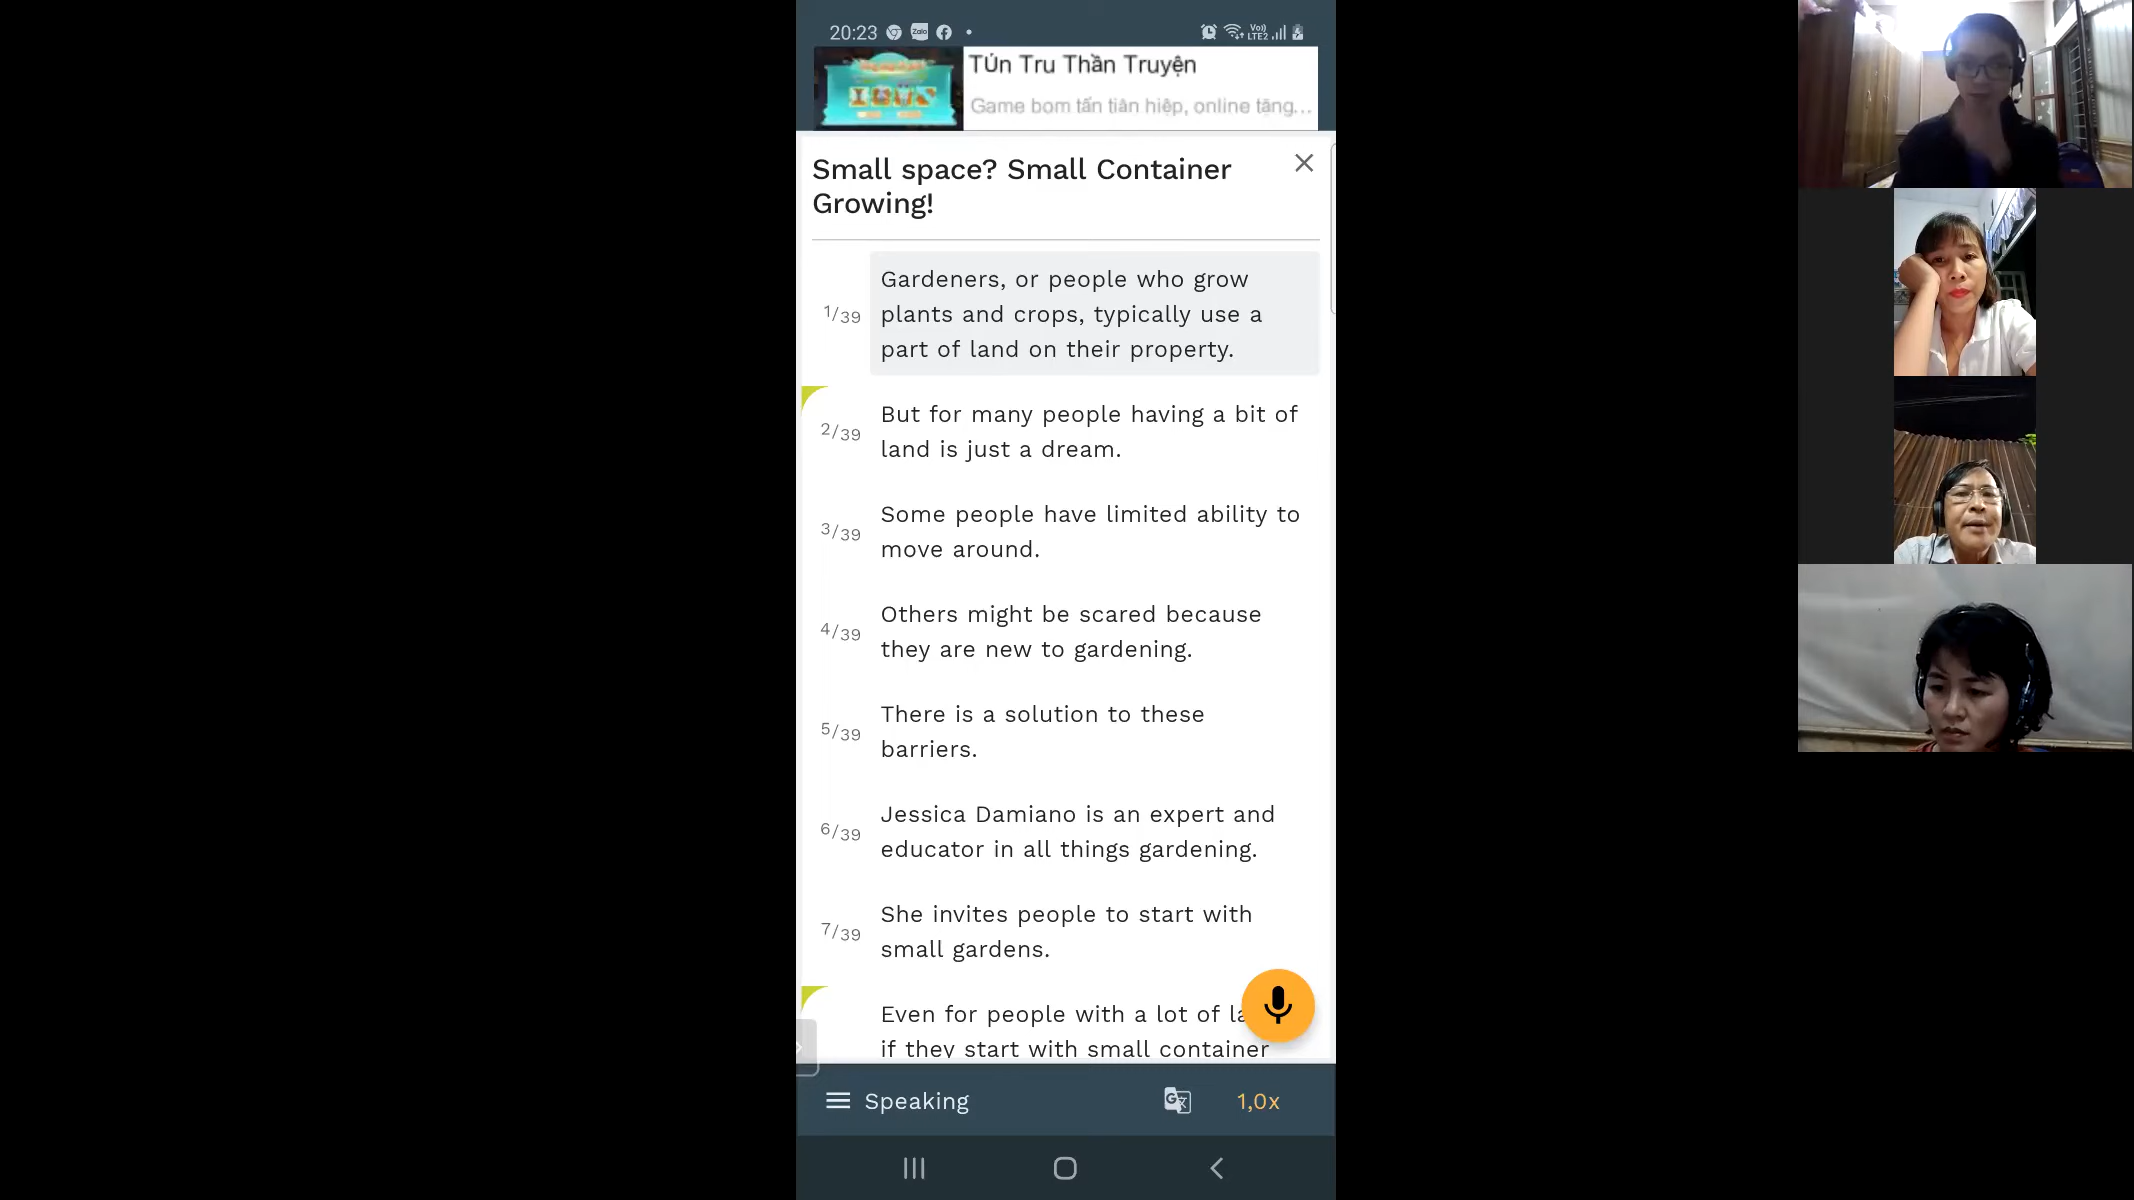 20:23
Tún Tru Thần Truyện
Game bom tấn tiên hiệp, online tặng...
Small space? Small Container
Growing!
1/39
Gardeners, or people who grow
plants and crops, typically use a
part of land on their property.
2/39
But for many people having a bit of
land is just a dream.
3/39
Some people have limited ability to
move around.
4/39
Others might be scared because
they are new to gardening.
5/39
There is a solution to these
barriers.
6/39
Jessica Damiano is an expert and
educator in all things gardening.
7/39
She invites people to start with
small gardens.
Even for people with a lot of la
if they start with small container
Speaking
1,0x